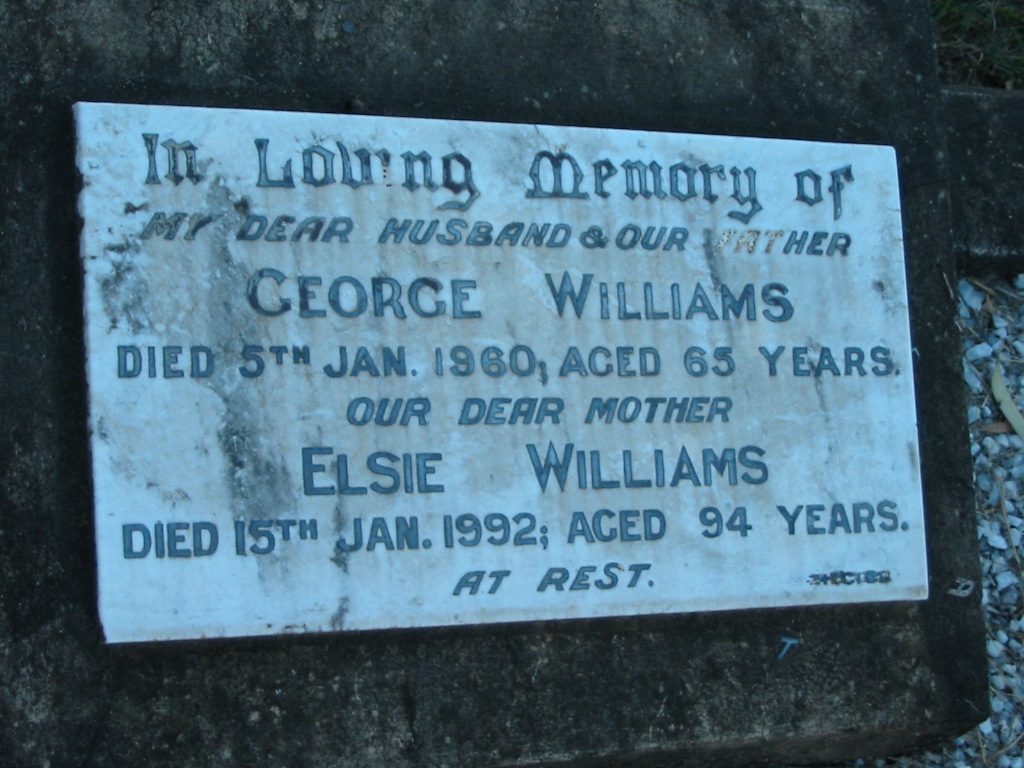 In Loving Memory of
MY DEAR HUSBAND & OUR FATHER
GEORGE WILLIAMS
DIED 5TH JAN. 1960; AGED 65 YEARS.
OUR DEAR MOTHER
ELSIE WILLIAMS
DIED 15TH JAN. 1992; AGED 94 YEARS.
AT REST.